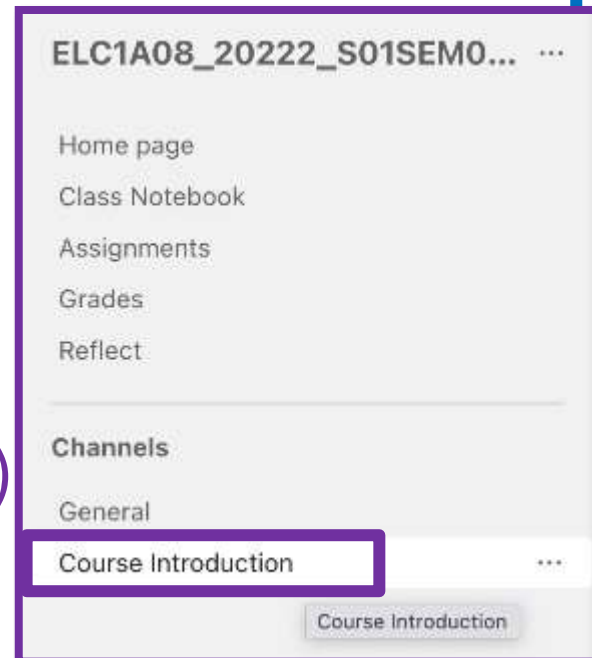 ELC1A08_20222_S01SEM0... ...
Home page
Class Notebook
Assignments
Grades
Reflect
Channels
General
Course Introduction ...
Course Introduction